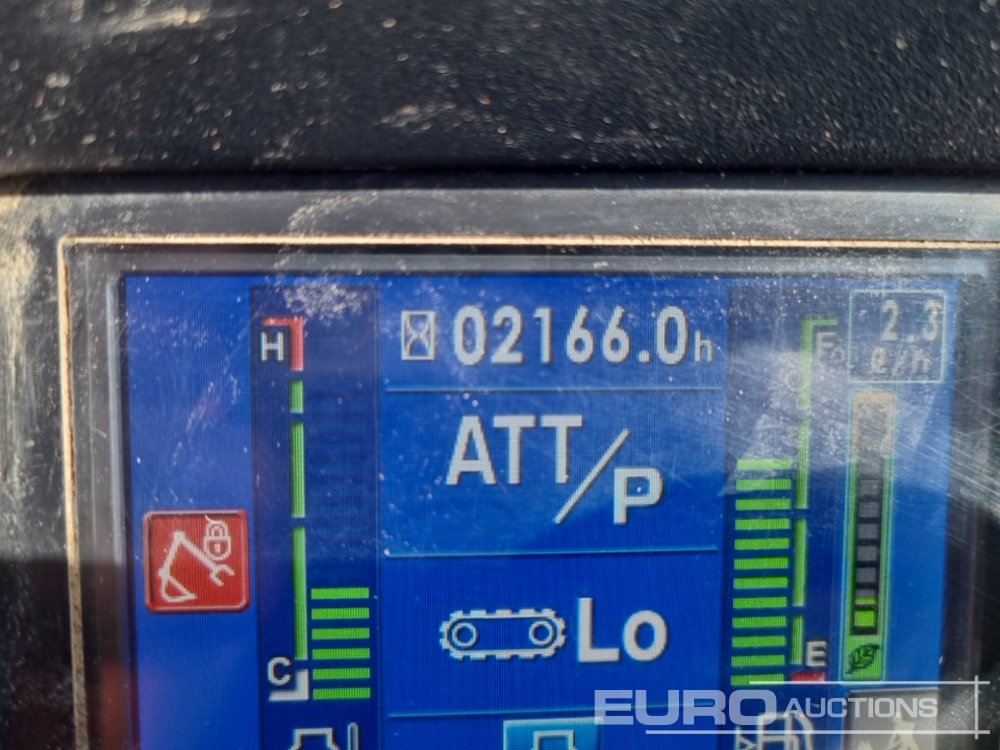 H
02166.0h
F
2.3
ℓ/h
ATT/P
Lo
C
E
EURO AUCTIONS